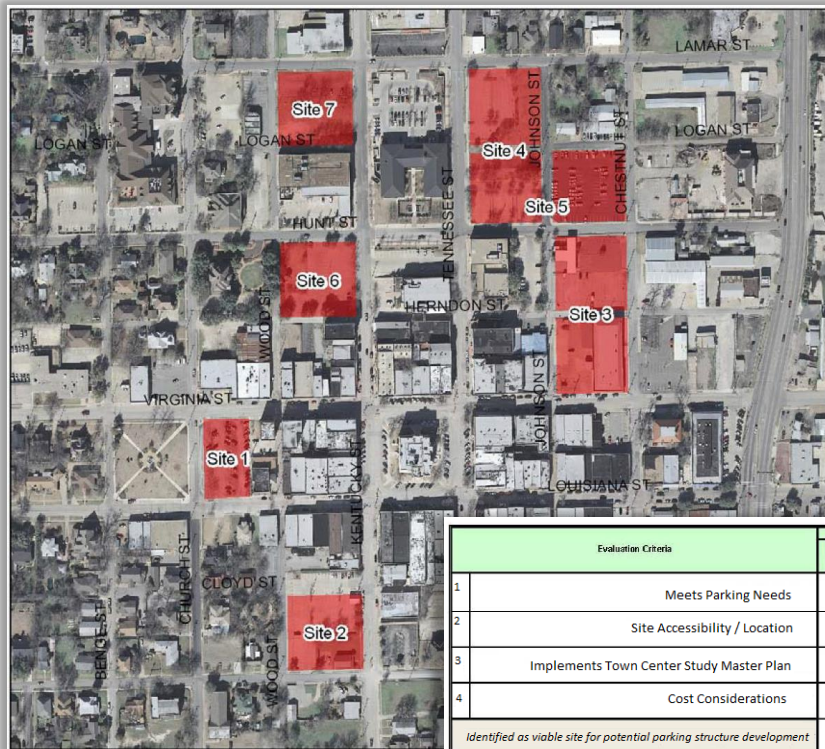 LAMAR ST
Site 7
JOHNSON ST
LOGAN ST
LOGAN ST
LOGAN ST
Site 4
CHESTNUT ST
Site 5
HUNT ST
TENNESSEE ST
Site 6
WOOD ST
HERNDON ST
Site 3
VIRGINIA ST
JOHNSON ST
Site 1
KENTUCKY ST
LOUISIANA ST
CHURCH ST
CLOYD ST
BENGE ST
WOOD ST
Site 2
Evaluation Criteria
1 Meets Parking Needs
2 Site Accessibility / Location
3 Implements Town Center Study Master Plan
4 Cost Considerations
Identified as viable site for potential parking structure development